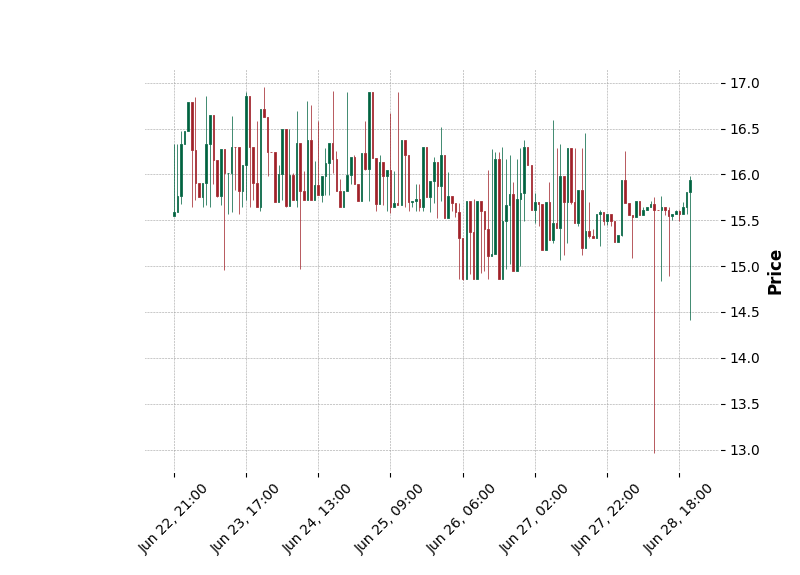 17.0
16.5
16.0
15.5
15.0
14.5
14.0
13.5
13.0
Price
Jun 22, 21:00
Jun 23, 17:00
Jun 24, 13:00
Jun 25, 09:00
Jun 26, 06:00
Jun 27, 02:00
Jun 27, 22:00
Jun 28, 18:00